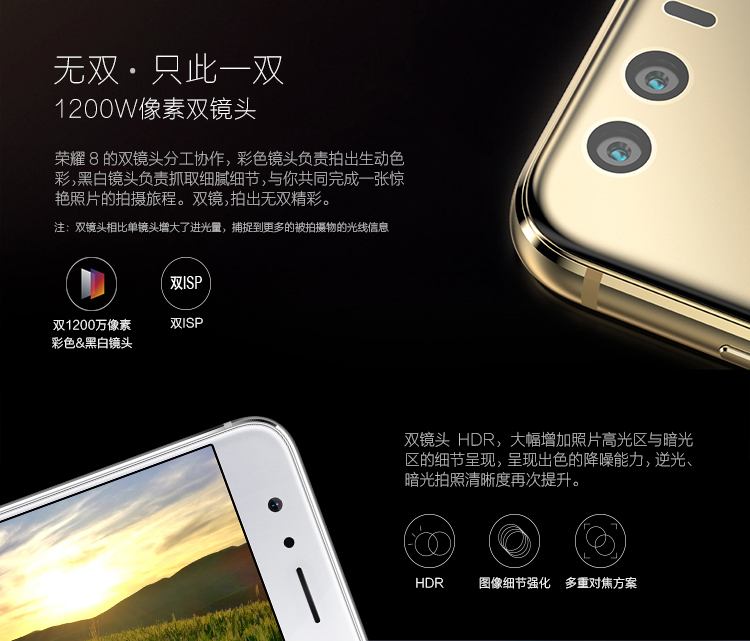 无双·只此一双
1200W像素双镜头
荣耀 8 的双镜头分工协作，彩色镜头负责拍出生动色
彩，黑白镜头负责抓取细腻细节，与你共同完成一张惊
艳照片的拍摄旅程。双镜，拍出无双精彩。
注：双镜头相比单镜头增大了进光量，捕捉到更多的被拍摄物的光线信息
双ISP
双1200万像素
彩色&黑白镜头
双ISP
双镜头 HDR，大幅增加照片高光区与暗光
区的细节呈现，呈现出色的降噪能力，逆光、
暗光拍照清晰度再次提升。
HDR
图像细节强化
多重对焦方案